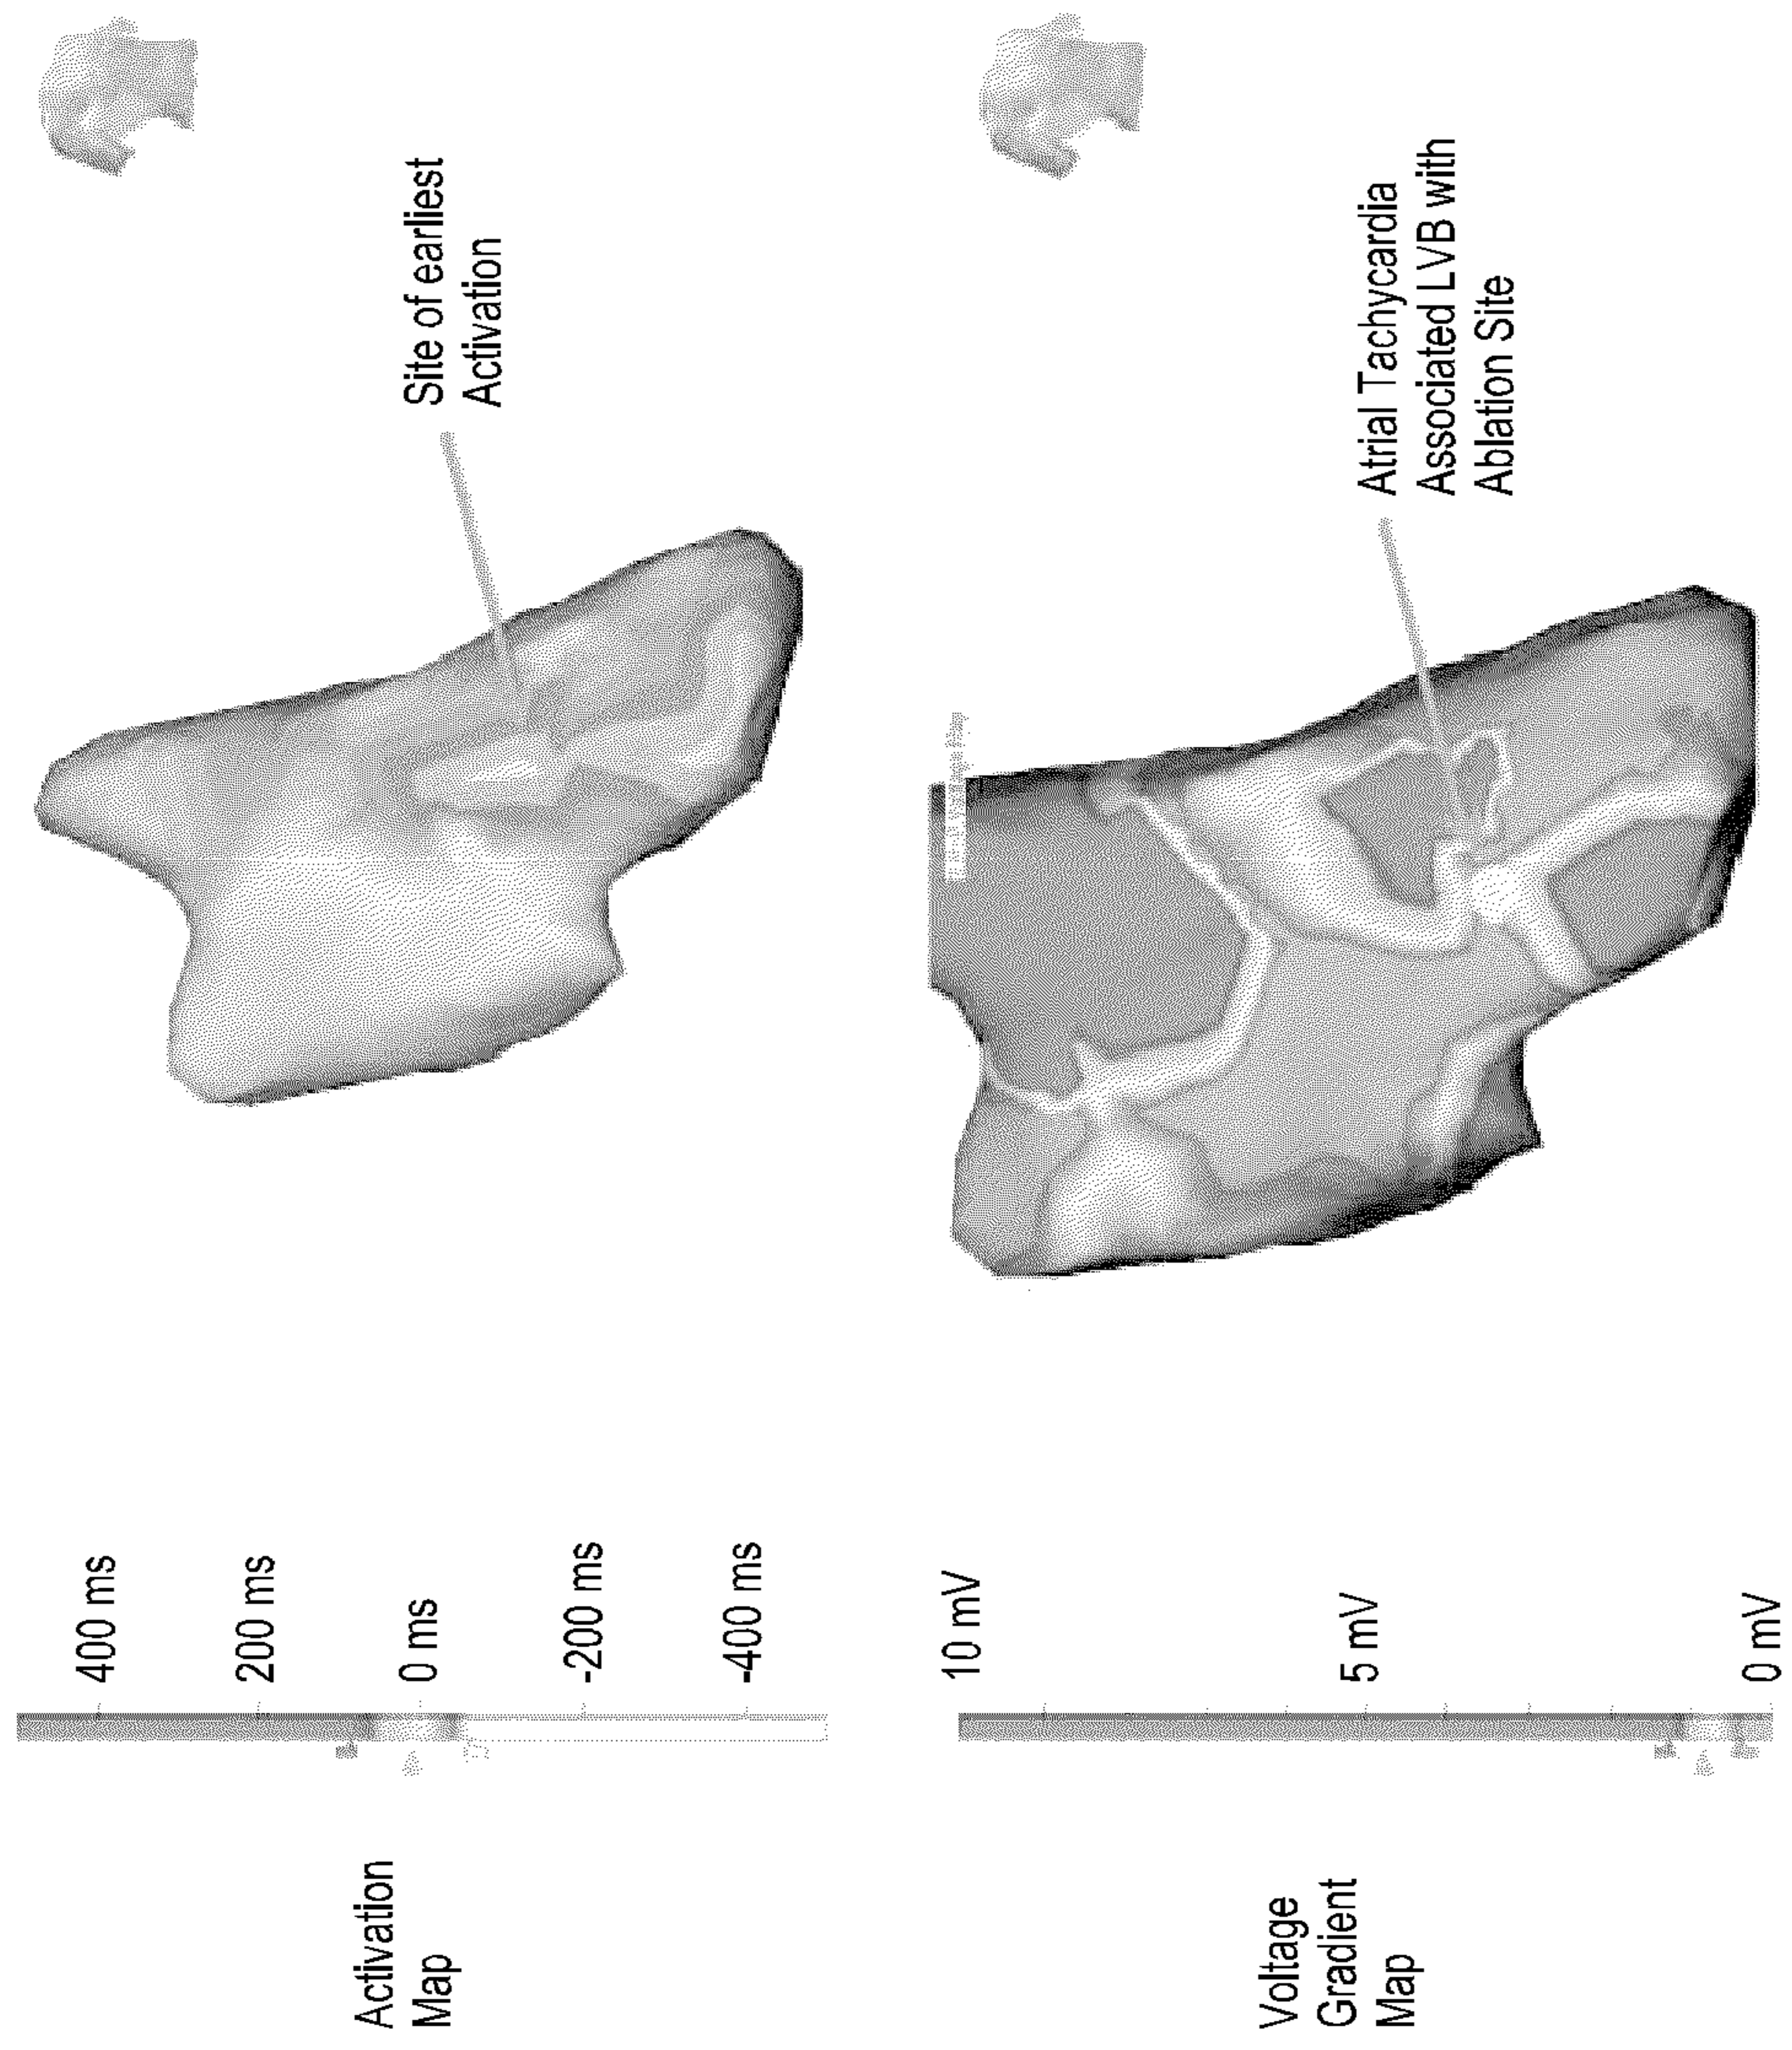 Activation
Map
400 ms
200 ms
0 ms
-200 ms
-400 ms
Site of earliest
Activation
Voltage
Gradient
Map
10 mV
5 mV
0 mV
Atrial Tachycardia
Associated LVB with
Ablation Site